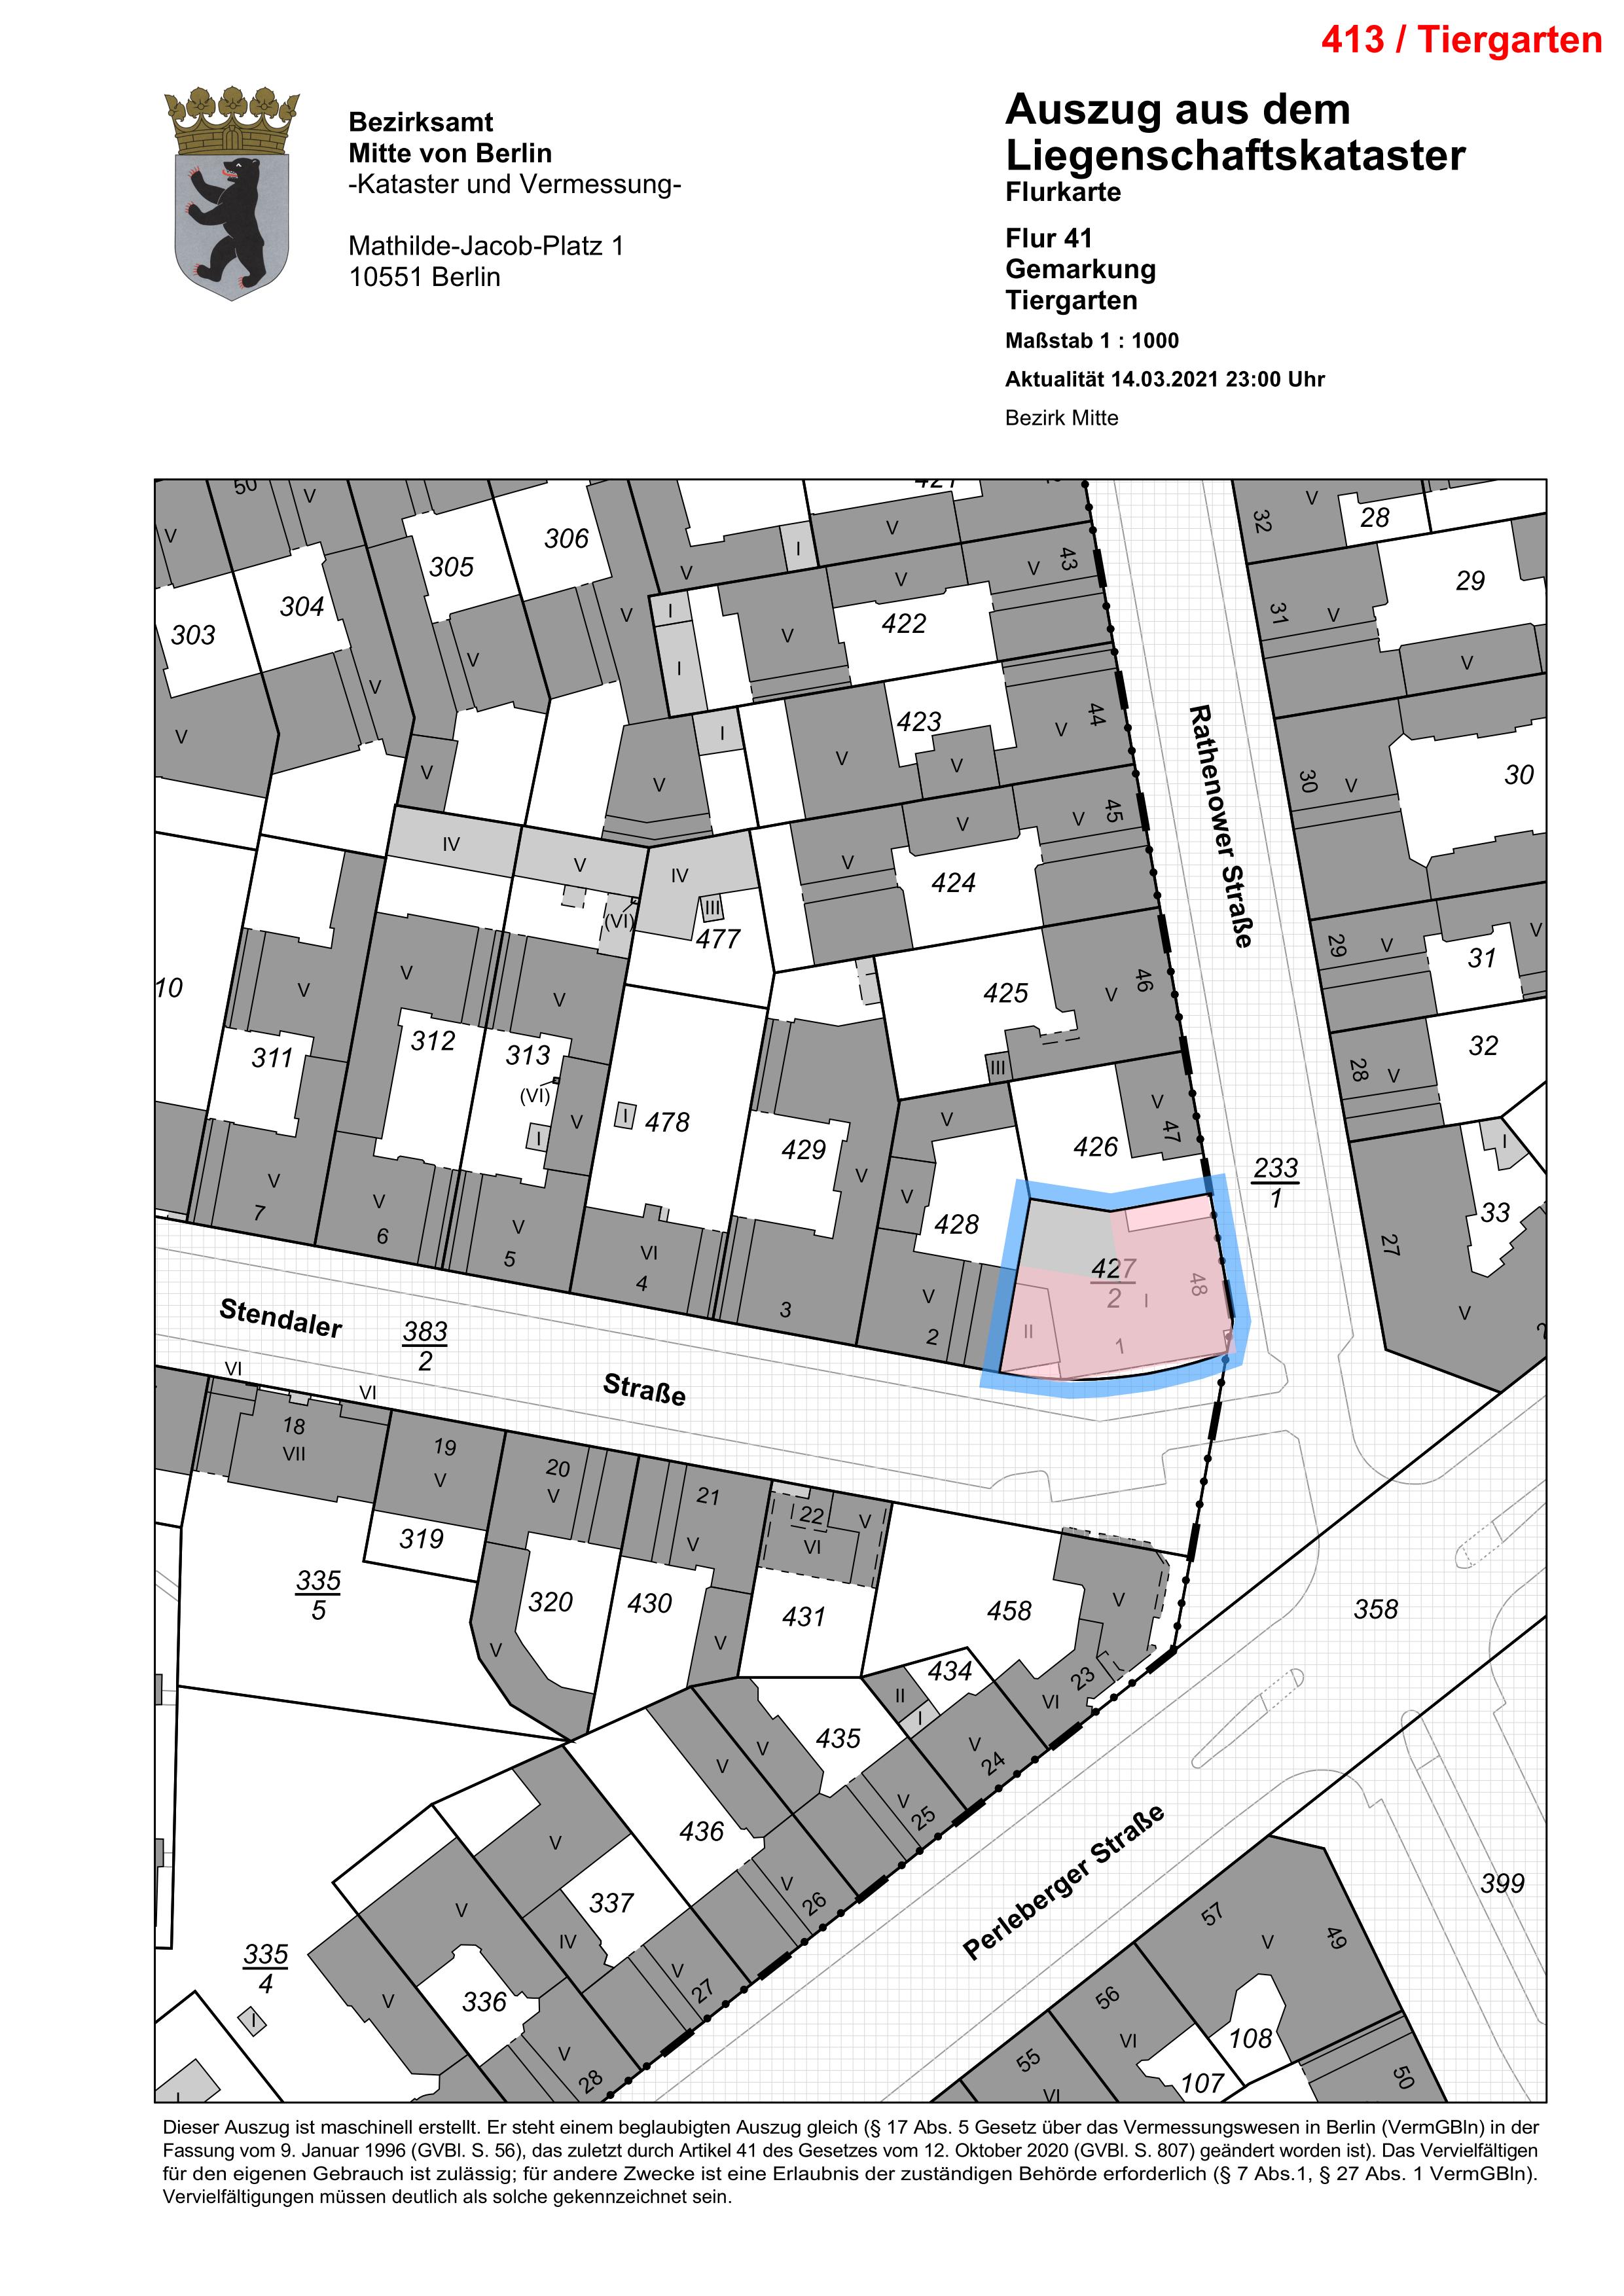 413 / Tiergarten
Bezirksamt
Mitte von Berlin
-Kataster und Vermessung-
Mathilde-Jacob-Platz 1
10551 Berlin
Auszug aus dem
Liegenschaftskataster
Flurkarte
Flur 41
Gemarkung
Tiergarten
Maßstab 1 : 1000
Aktualität 14.03.2021 23:00 Uhr
Bezirk Mitte
50
V
V
V
32
28
306
I
V
43
29
305
V
V
V
304
I
422
31
V
303
V
V
V
V
I
V
V
423
44
V
I
V
V
30
V
30
V
V
V
45
V
V
IV
V
IV
V
424
Rathenower Straße
(VI)
III
477
29
V
V
31
V
V
V
425
46
V
10
312
313
311
III
28
V
32
(VI)
I
V
I
478
429
V
V
47
426
I
V
V
V
V
428
233
1
33
7
6
V
5
VI
4
3
V
2
427
2
I
48
II
1
27
V
Stendaler
383
2
Straße
VI
VI
18
VII
19
V
20
V
21
V
22
V
VI
319
335
5
320
430
431
458
V
358
V
V
434
23
VI
II
I
435
V
V
V
24
V
25
436
V
V
26
337
V
IV
V
27
Perleberger Straße
399
57
49
V
335
4
V
336
I
V
28
56
VI
108
55
VI
107
50
I
Dieser Auszug ist maschinell erstellt. Er steht einem beglaubigten Auszug gleich (§ 17 Abs. 5 Gesetz über das Vermessungswesen in Berlin (VermGBln) in der
Fassung vom 9. Januar 1996 (GVBl. S. 56), das zuletzt durch Artikel 41 des Gesetzes vom 12. Oktober 2020 (GVBl. S. 807) geändert worden ist). Das Vervielfältigen
für den eigenen Gebrauch ist zulässig; für andere Zwecke ist eine Erlaubnis der zuständigen Behörde erforderlich (§ 7 Abs.1, § 27 Abs. 1 VermGBln).
Vervielfältigungen müssen deutlich als solche gekennzeichnet sein.